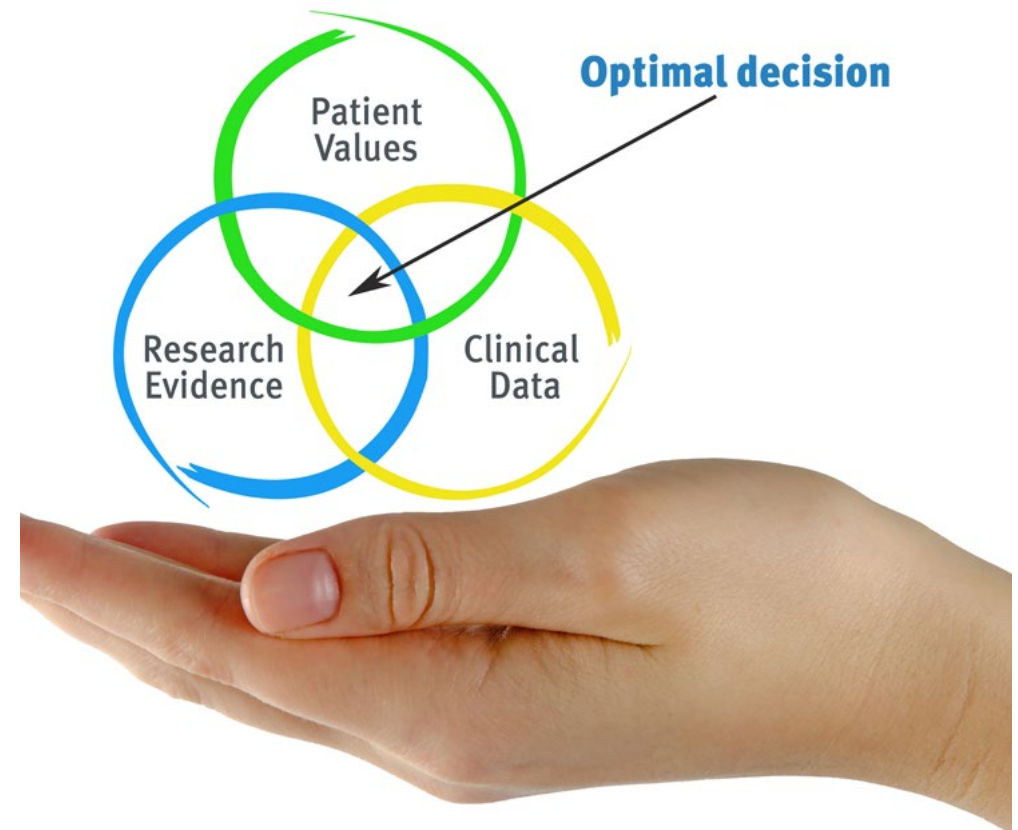 Optimal decision
Patient
Values
Research
Evidence
Clinical
Data